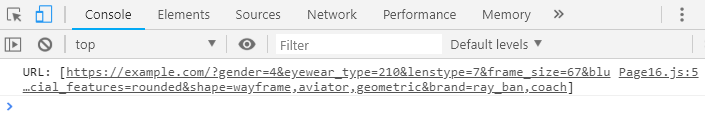 Console Elements Sources Network Performance Memory »
top Filter Default levels
URL: [https://example.com/?gender=4&eyewear_type=210&lenstype=7&frame_size=67&blu Page16.js:5
…cial_features=rounded&shape=wayframe,aviator,geometric&brand=ray_ban,coach]